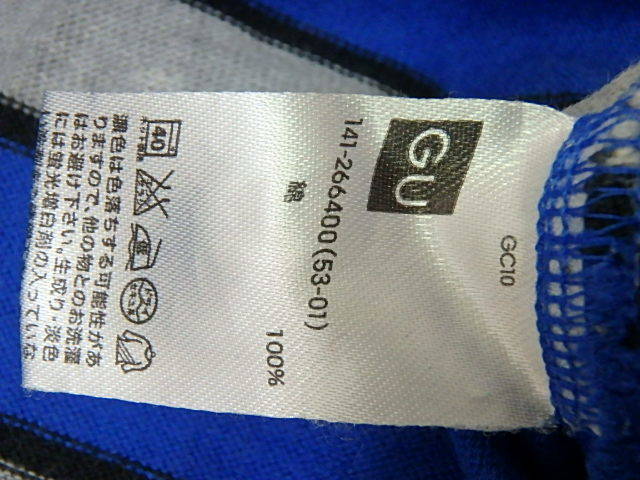 GC10
GU
141-266400(53-01)
綿
100%
40
濃色は色落ちする可能性があ
りますので、他の物とのお洗濯
はお避け下さい。生成り、淡色
には蛍光増白剤の入っていな